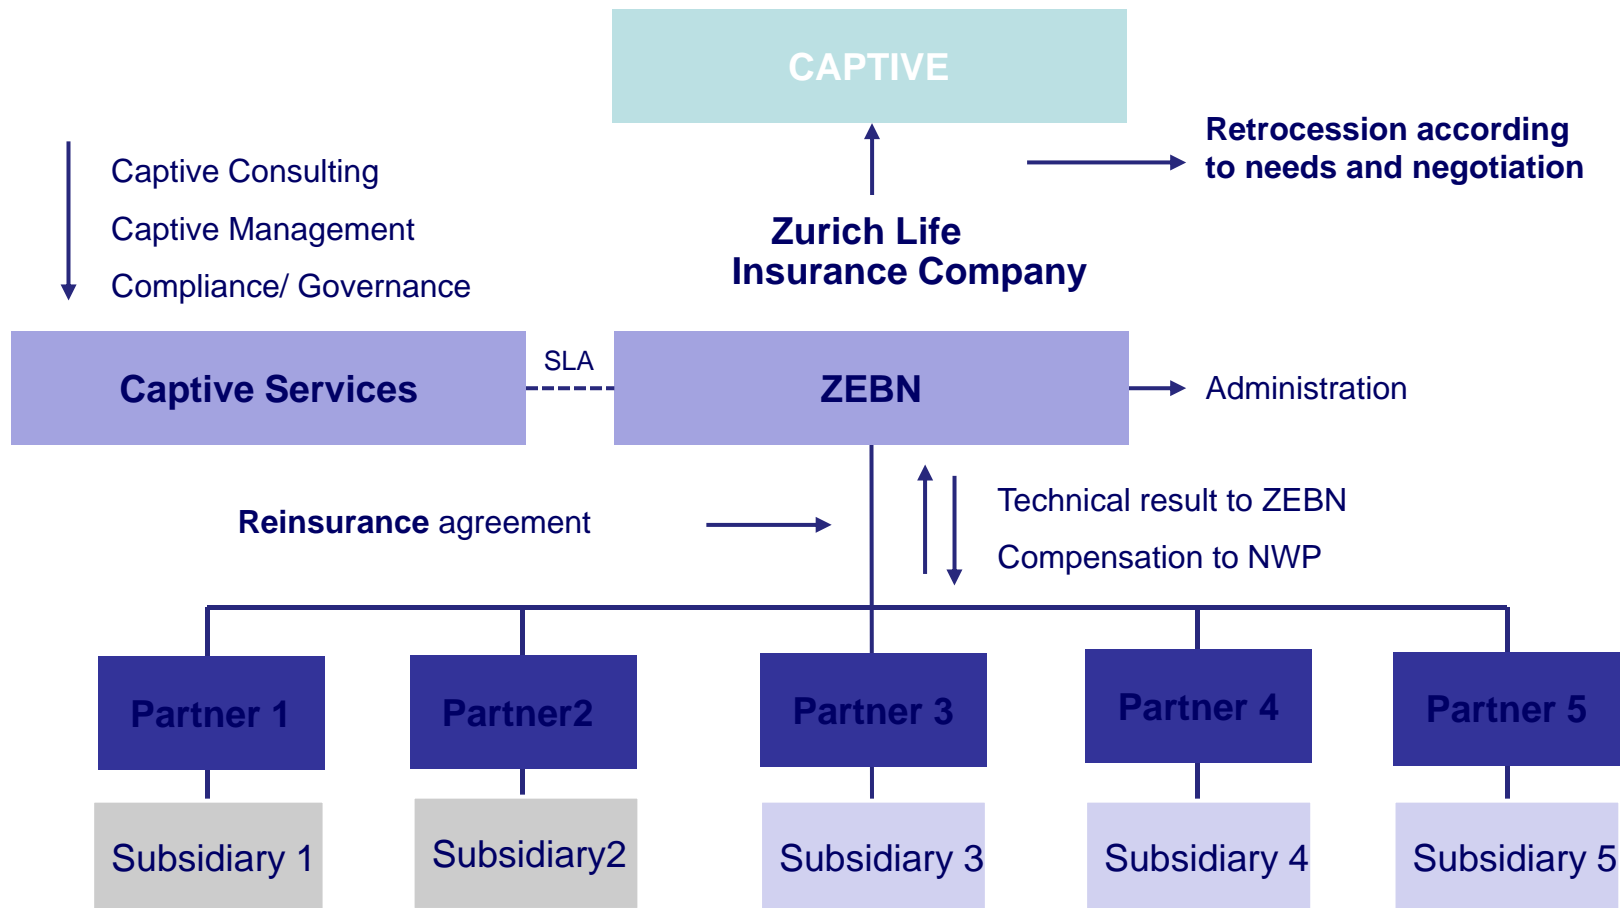 CAPTIVE
Retrocession according
to needs and negotiation
Captive Consulting
Captive Management
Compliance/ Governance
Zurich Life
Insurance Company
Captive Services
SLA
ZEBN
Administration
Reinsurance agreement
Technical result to ZEBN
Compensation to NWP
Partner 1
Partner2
Partner 3
Partner 4
Partner 5
Subsidiary 1
Subsidiary2
Subsidiary 3
Subsidiary 4
Subsidiary 5